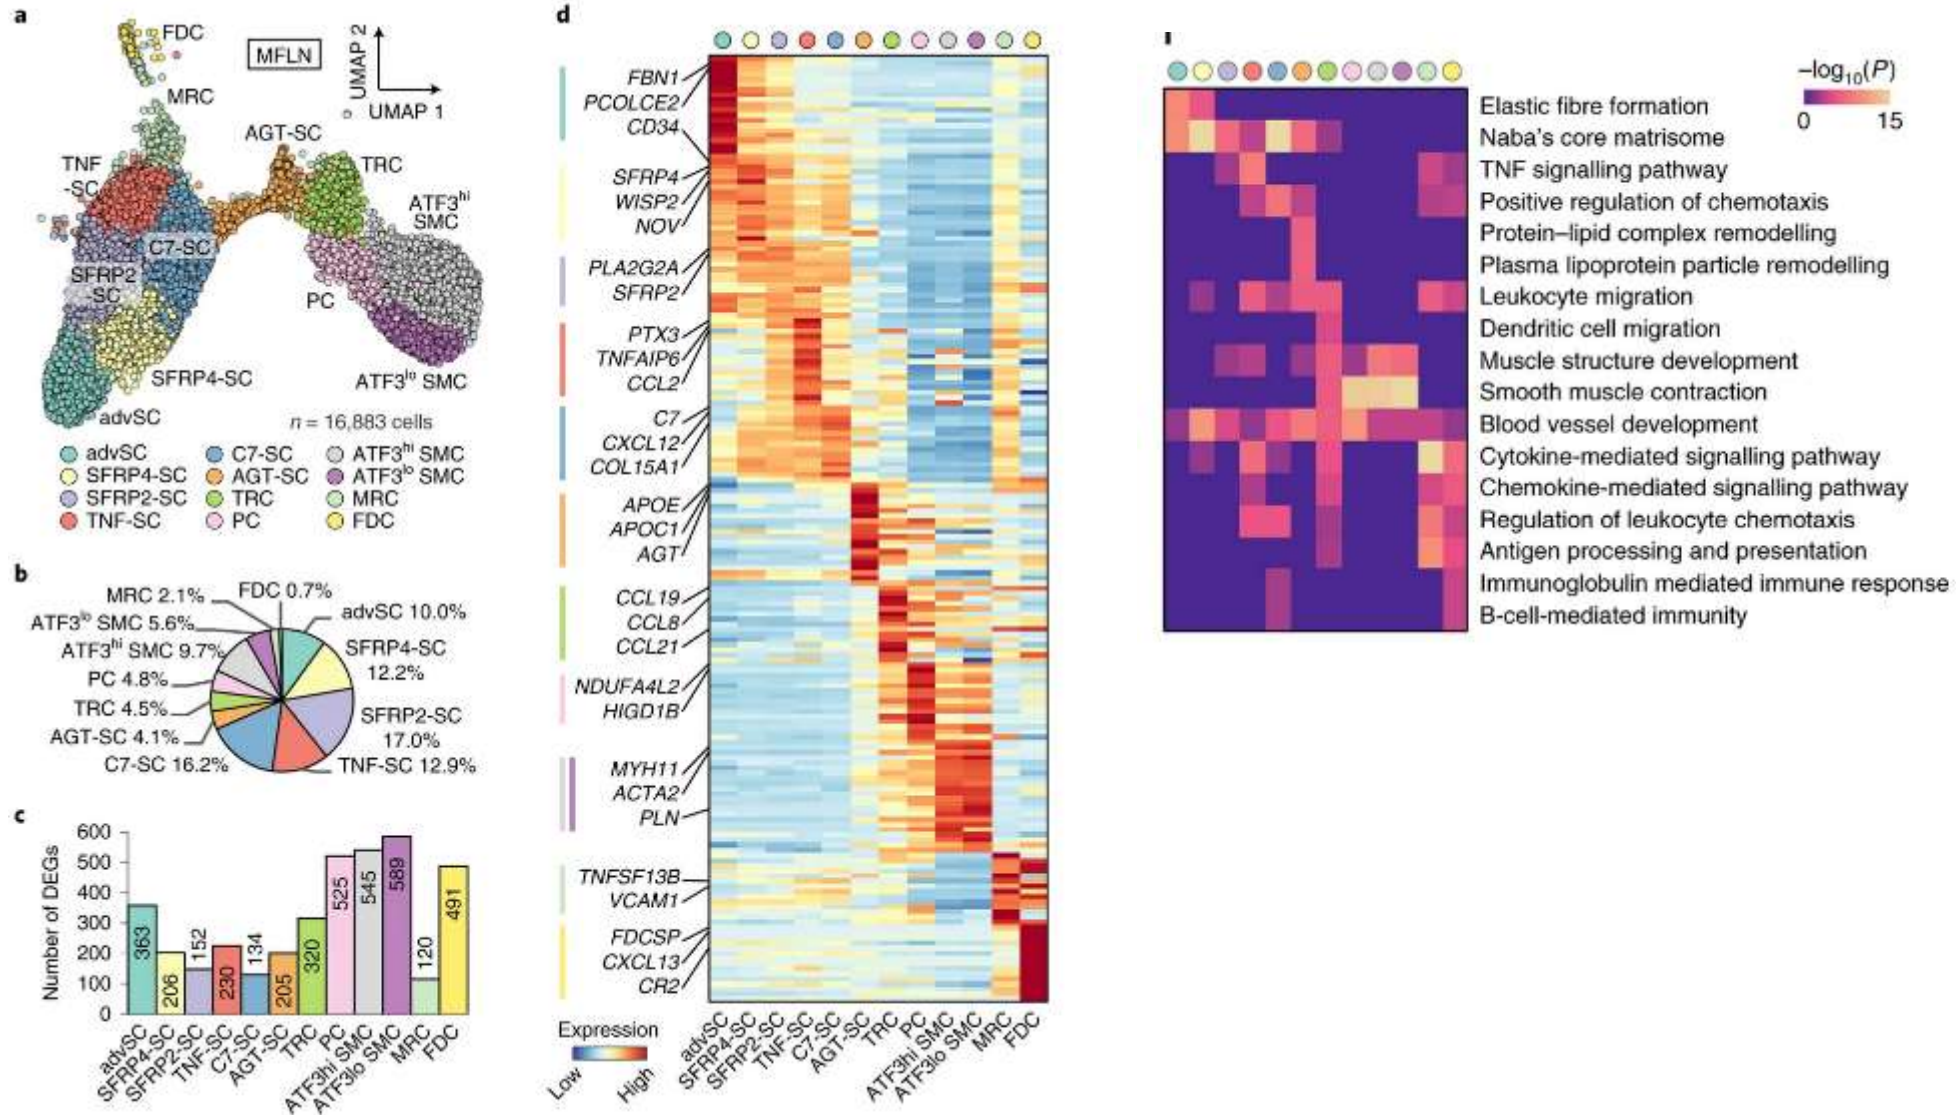 a
FDC
MFLN
UMAP 2
UMAP 1
MRC
AGT-SC
TNF
-SC
TRC
ATF3hi
SMC
C7-SC
SFRP2
-SC
PC
SFRP4-SC
ATF3lo SMC
advSC
n = 16,883 cells
advSC
C7-SC
ATF3hi SMC
SFRP4-SC
AGT-SC
ATF3lo SMC
SFRP2-SC
TRC
MRC
TNF-SC
PC
FDC
b
MRC 2.1%
FDC 0.7%
advSC 10.0%
ATF3lo SMC 5.6%
ATF3hi SMC 9.7%
SFRP4-SC
12.2%
PC 4.8%
TRC 4.5%
SFRP2-SC
17.0%
AGT-SC 4.1%
C7-SC 16.2%
TNF-SC 12.9%
c
Number of DEGs
600
500
400
300
200
100
0
363
206
152
230
134
205
320
525
545
589
120
491
advSC
SFRP4-SC
SFRP2-SC
TNF-SC
C7-SC
AGT-SC
TRC
PC
ATF3hi SMC
ATF3lo SMC
MRC
FDC
d
FBN1
PCOLCE2
CD34
SFRP4
WISP2
NOV
PLA2G2A
SFRP2
PTX3
TNFAIP6
CCL2
C7
CXCL12
COL15A1
APOE
APOC1
AGT
CCL19
CCL8
CCL21
NDUFA4L2
HIGD1B
MYH11
ACTA2
PLN
TNFSF13B
VCAM1
FDCSP
CXCL13
CR2
Expression
Low
High
advSC
SFRP4-SC
SFRP2-SC
TNF-SC
C7-SC
AGT-SC
TRC
PC
ATF3hi SMC
ATF3lo SMC
MRC
FDC
–log10(P)
0
15
Elastic fibre formation
Naba's core matrisome
TNF signalling pathway
Positive regulation of chemotaxis
Protein–lipid complex remodelling
Plasma lipoprotein particle remodelling
Leukocyte migration
Dendritic cell migration
Muscle structure development
Smooth muscle contraction
Blood vessel development
Cytokine-mediated signalling pathway
Chemokine-mediated signalling pathway
Regulation of leukocyte chemotaxis
Antigen processing and presentation
Immunoglobulin mediated immune response
B-cell-mediated immunity